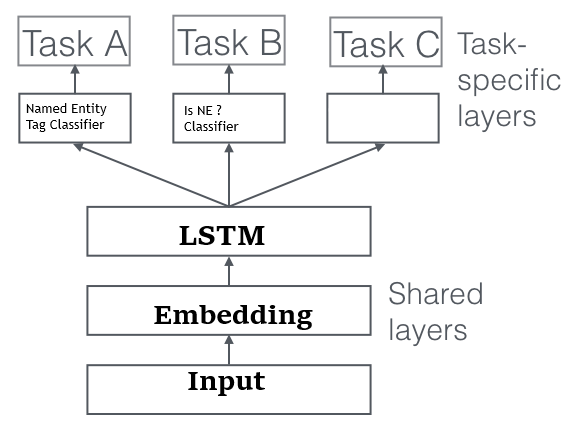 Task A
Task B
Task C
Task-
specific
layers
Named Entity
Tag Classifier
Is NE ?
Classifier
LSTM
Embedding
Shared
layers
Input